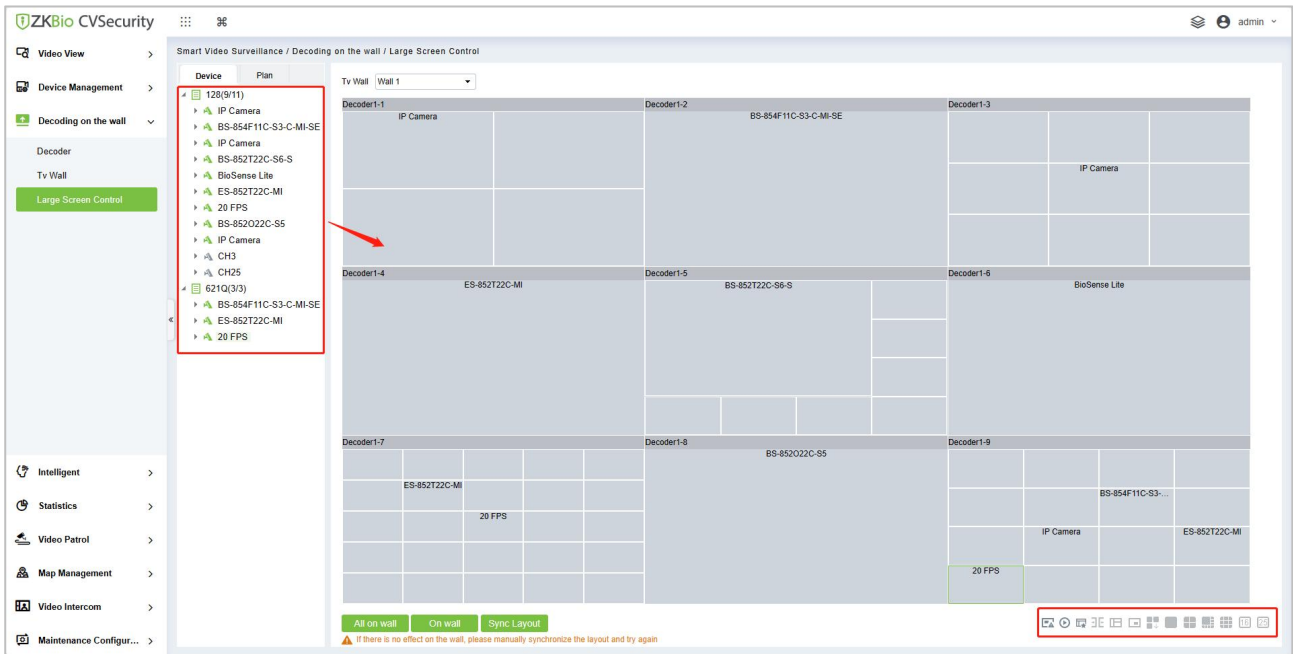 ZKBio CVSecurity
admin
Video View
Device Management
Decoding on the wall
Decoder
Tv Wall
Large Screen Control
Intelligent
Statistics
Video Patrol
Map Management
Video Intercom
Maintenance Configur...
Smart Video Surveillance / Decoding on the wall / Large Screen Control
Device Plan
128(9/11)
IP Camera
BS-854F11C-S3-C-MI-SE
IP Camera
BS-852T22C-S6-S
BioSense Lite
ES-852T22C-MI
20 FPS
BS-852O22C-S5
IP Camera
CH3
CH25
621Q(3/3)
BS-854F11C-S3-C-MI-SE
ES-852T22C-MI
20 FPS
Tv Wall Wall 1
Decoder1-1 Decoder1-2 Decoder1-3
IP Camera BS-854F11C-S3-C-MI-SE
IP Camera
Decoder1-4 Decoder1-5 Decoder1-6
ES-852T22C-MI BS-852T22C-S6-S BioSense Lite
Decoder1-7 Decoder1-8 Decoder1-9
BS-852O22C-S5
ES-852T22C-MI BS-854F11C-S3-...
20 FPS
IP Camera ES-852T22C-MI
20 FPS
All on wall On wall Sync Layout
16 25
If there is no effect on the wall, please manually synchronize the layout and try again